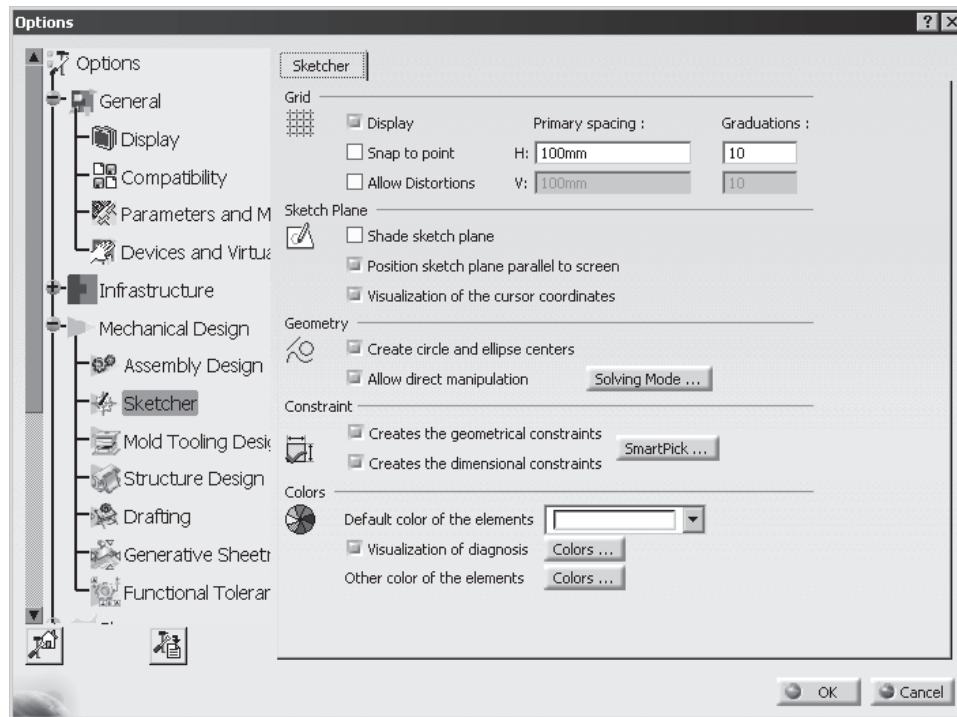 Options
Options
General
Display
Compatibility
Parameters and M
Devices and Virtua
Infrastructure
Mechanical Design
Assembly Design
Sketcher
Mold Tooling Desig
Structure Design
Drafting
Generative Sheetr
Functional Tolerar
Sketcher
Grid
Display Primary spacing : Graduations :
Snap to point H: 100mm 10
Allow Distortions V: 100mm 10
Sketch Plane
Shade sketch plane
Position sketch plane parallel to screen
Visualization of the cursor coordinates
Geometry
Create circle and ellipse centers
Allow direct manipulation Solving Mode ...
Constraint
Creates the geometrical constraints
SmartPick ...
Creates the dimensional constraints
Colors
Default color of the elements
Visualization of diagnosis Colors ...
Other color of the elements Colors ...
OK Cancel